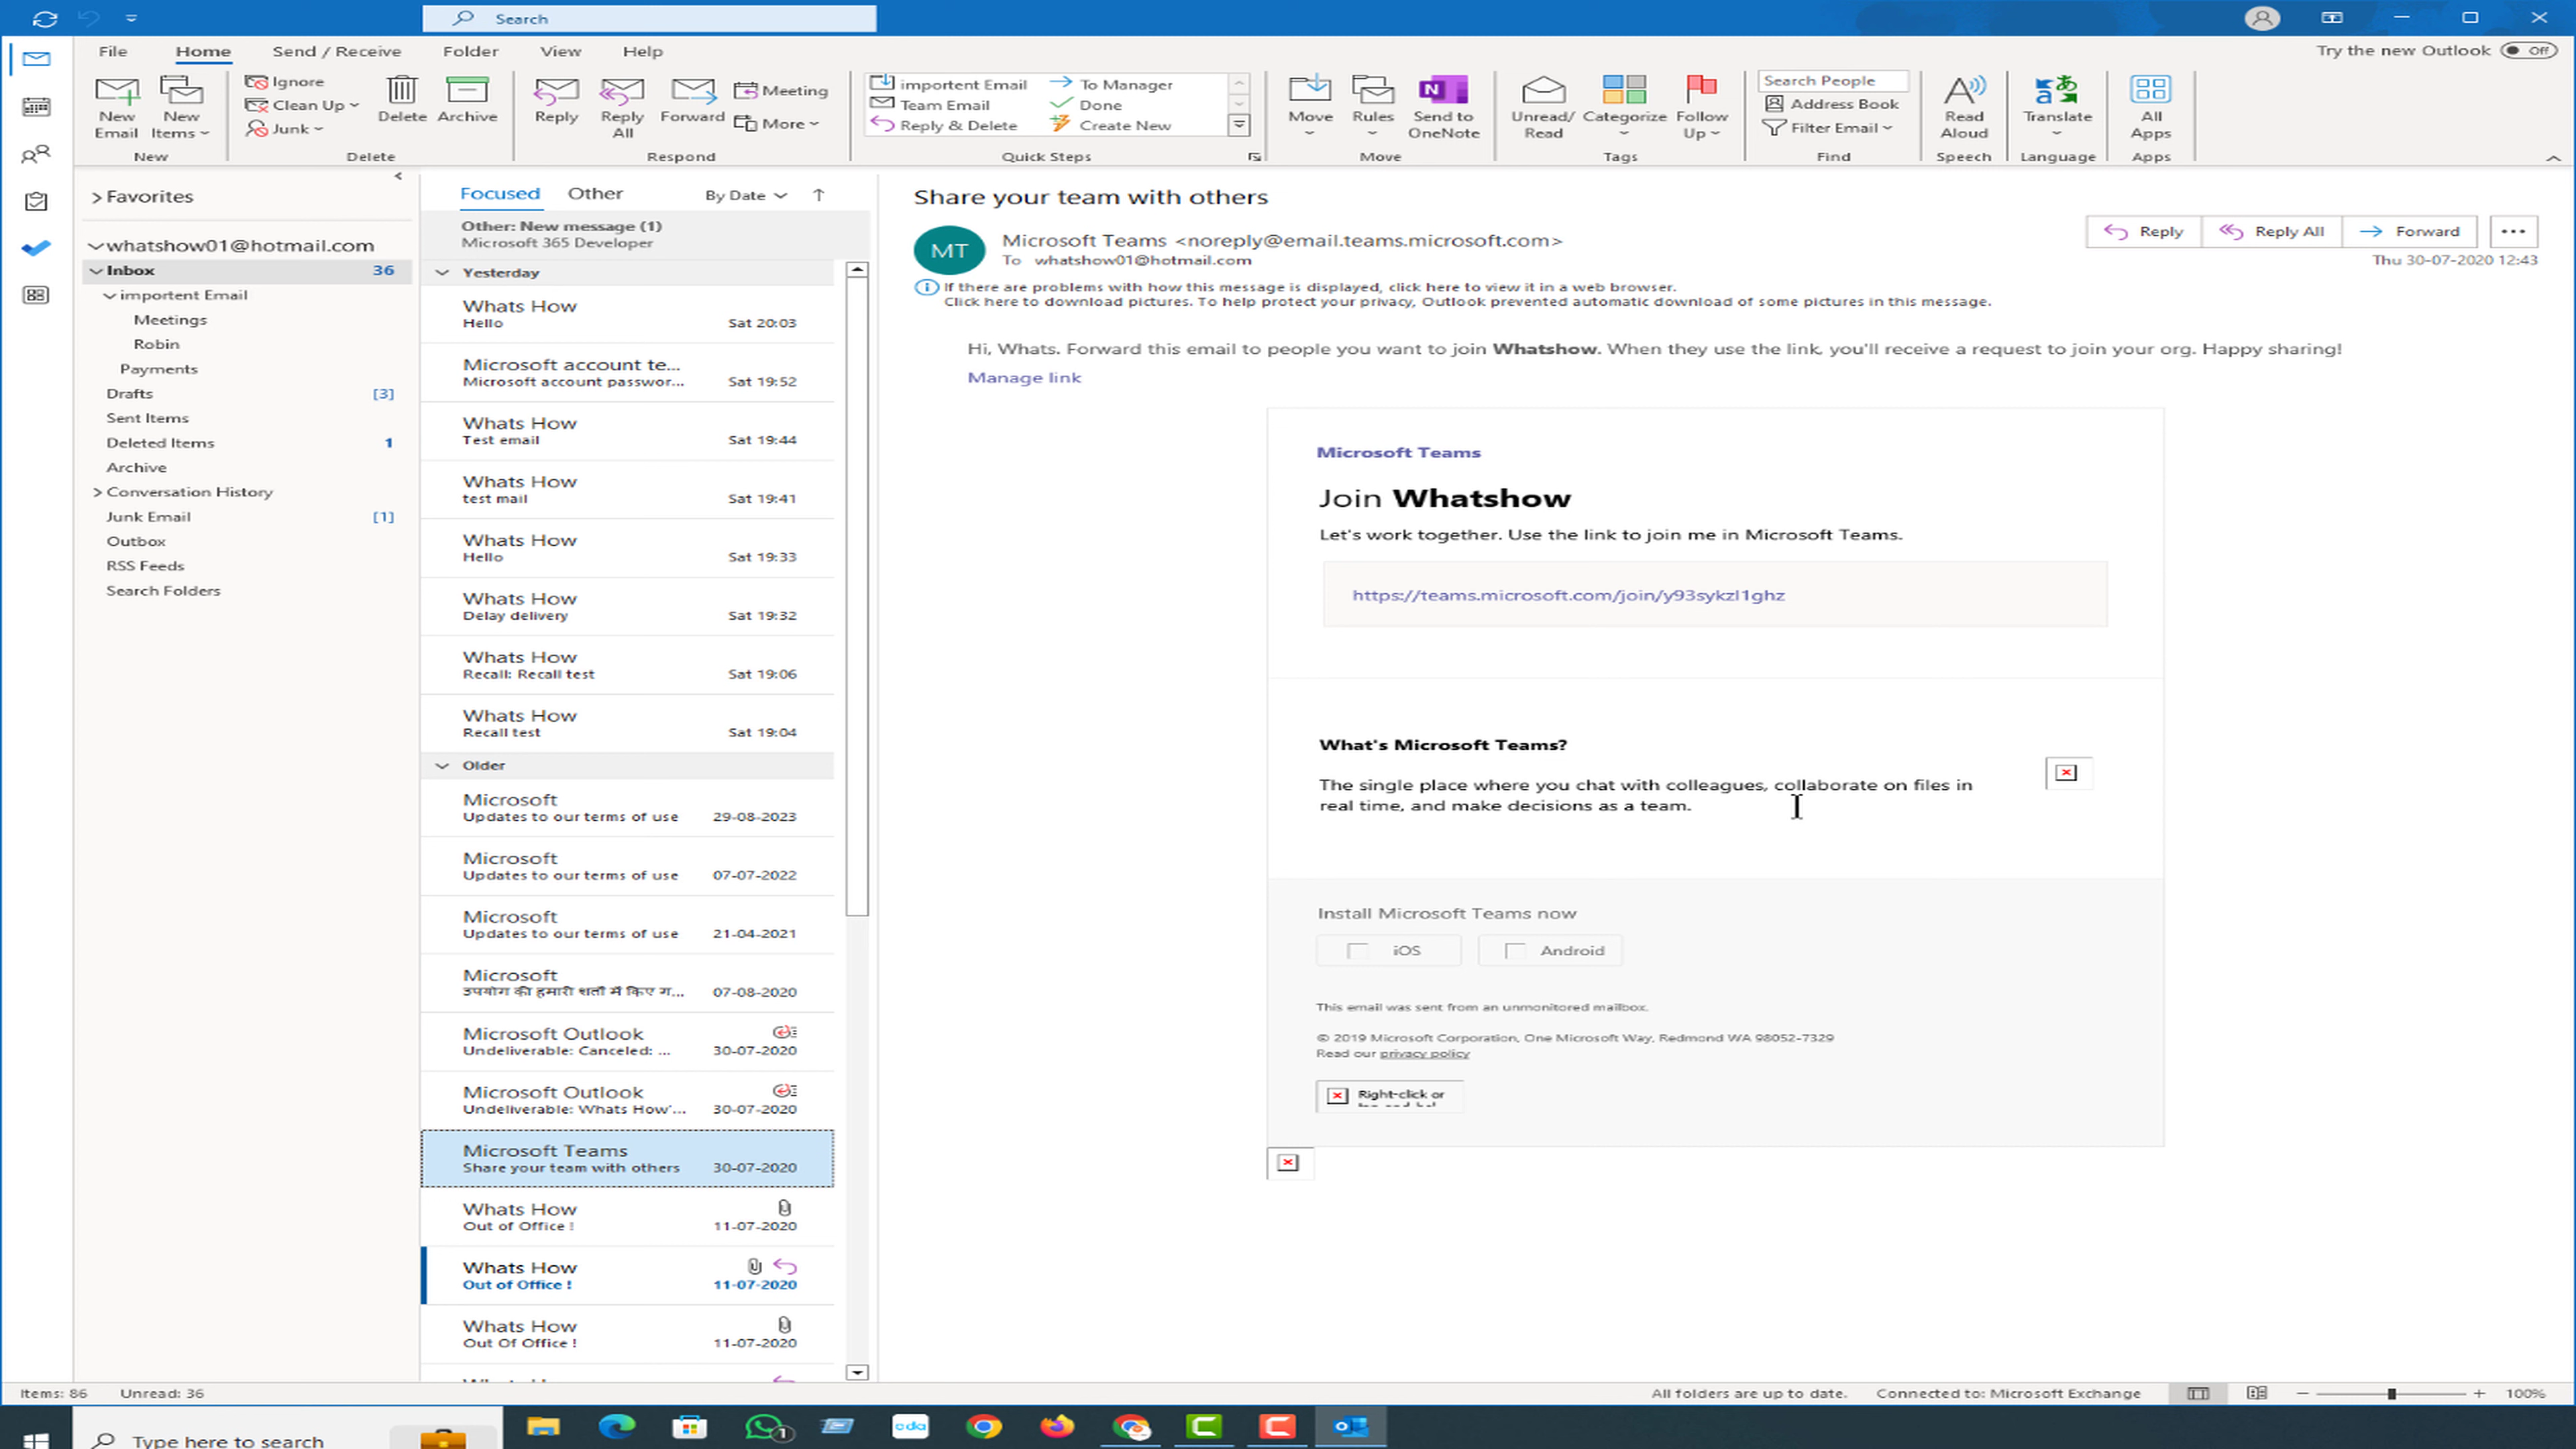 Search
File Home Send / Receive Folder View Help
Try the new Outlook Off
New Email
New Items
New
Ignore
Clean Up
Junk
Delete
Archive
Delete
Reply
Reply All
Forward
Meeting
More
Respond
importent Email
Team Email
Reply & Delete
To Manager
Done
Create New
Quick Steps
Move
Rules
Send to OneNote
Move
Unread/ Read
Categorize
Follow Up
Tags
Search People
Address Book
Filter Email
Find
Read Aloud
Speech
Translate
Language
All Apps
Apps
Favorites
whatshow01@hotmail.com
Inbox 36
importent Email
Meetings
Robin
Payments
Drafts [3]
Sent Items
Deleted Items 1
Archive
Conversation History
Junk Email [1]
Outbox
RSS Feeds
Search Folders
Focused Other By Date
Other: New message (1)
Microsoft 365 Developer
Yesterday
Whats How
Hello Sat 20:03
Microsoft account te...
Microsoft account passwor... Sat 19:52
Whats How
Test email Sat 19:44
Whats How
test mail Sat 19:41
Whats How
Hello Sat 19:33
Whats How
Delay delivery Sat 19:32
Whats How
Recall: Recall test Sat 19:06
Whats How
Recall test Sat 19:04
Older
Microsoft
Updates to our terms of use 29-08-2023
Microsoft
Updates to our terms of use 07-07-2022
Microsoft
Updates to our terms of use 21-04-2021
Microsoft
उपयोग की हमारी शर्तों में किए ग... 07-08-2020
Microsoft Outlook
Undeliverable: Canceled: ... 30-07-2020
Microsoft Outlook
Undeliverable: Whats How'... 30-07-2020
Microsoft Teams
Share your team with others 30-07-2020
Whats How
Out of Office ! 11-07-2020
Whats How
Out of Office ! 11-07-2020
Whats How
Out Of Office ! 11-07-2020
Share your team with others
MT
Microsoft Teams <noreply@email.teams.microsoft.com>
To whatshow01@hotmail.com
Reply Reply All Forward ...
Thu 30-07-2020 12:43
If there are problems with how this message is displayed, click here to view it in a web browser.
Click here to download pictures. To help protect your privacy, Outlook prevented automatic download of some pictures in this message.
Hi, Whats. Forward this email to people you want to join Whatshow. When they use the link, you'll receive a request to join your org. Happy sharing!
Manage link
Microsoft Teams
Join Whatshow
Let's work together. Use the link to join me in Microsoft Teams.
https://teams.microsoft.com/join/y93sykzl1ghz
What's Microsoft Teams?
The single place where you chat with colleagues, collaborate on files in
real time, and make decisions as a team.
Install Microsoft Teams now
iOS Android
This email was sent from an unmonitored mailbox.
© 2019 Microsoft Corporation, One Microsoft Way, Redmond WA 98052-7329
Read our privacy policy
Right-click or
Items: 86 Unread: 36
All folders are up to date. Connected to: Microsoft Exchange 100%
Type here to search
1
cda